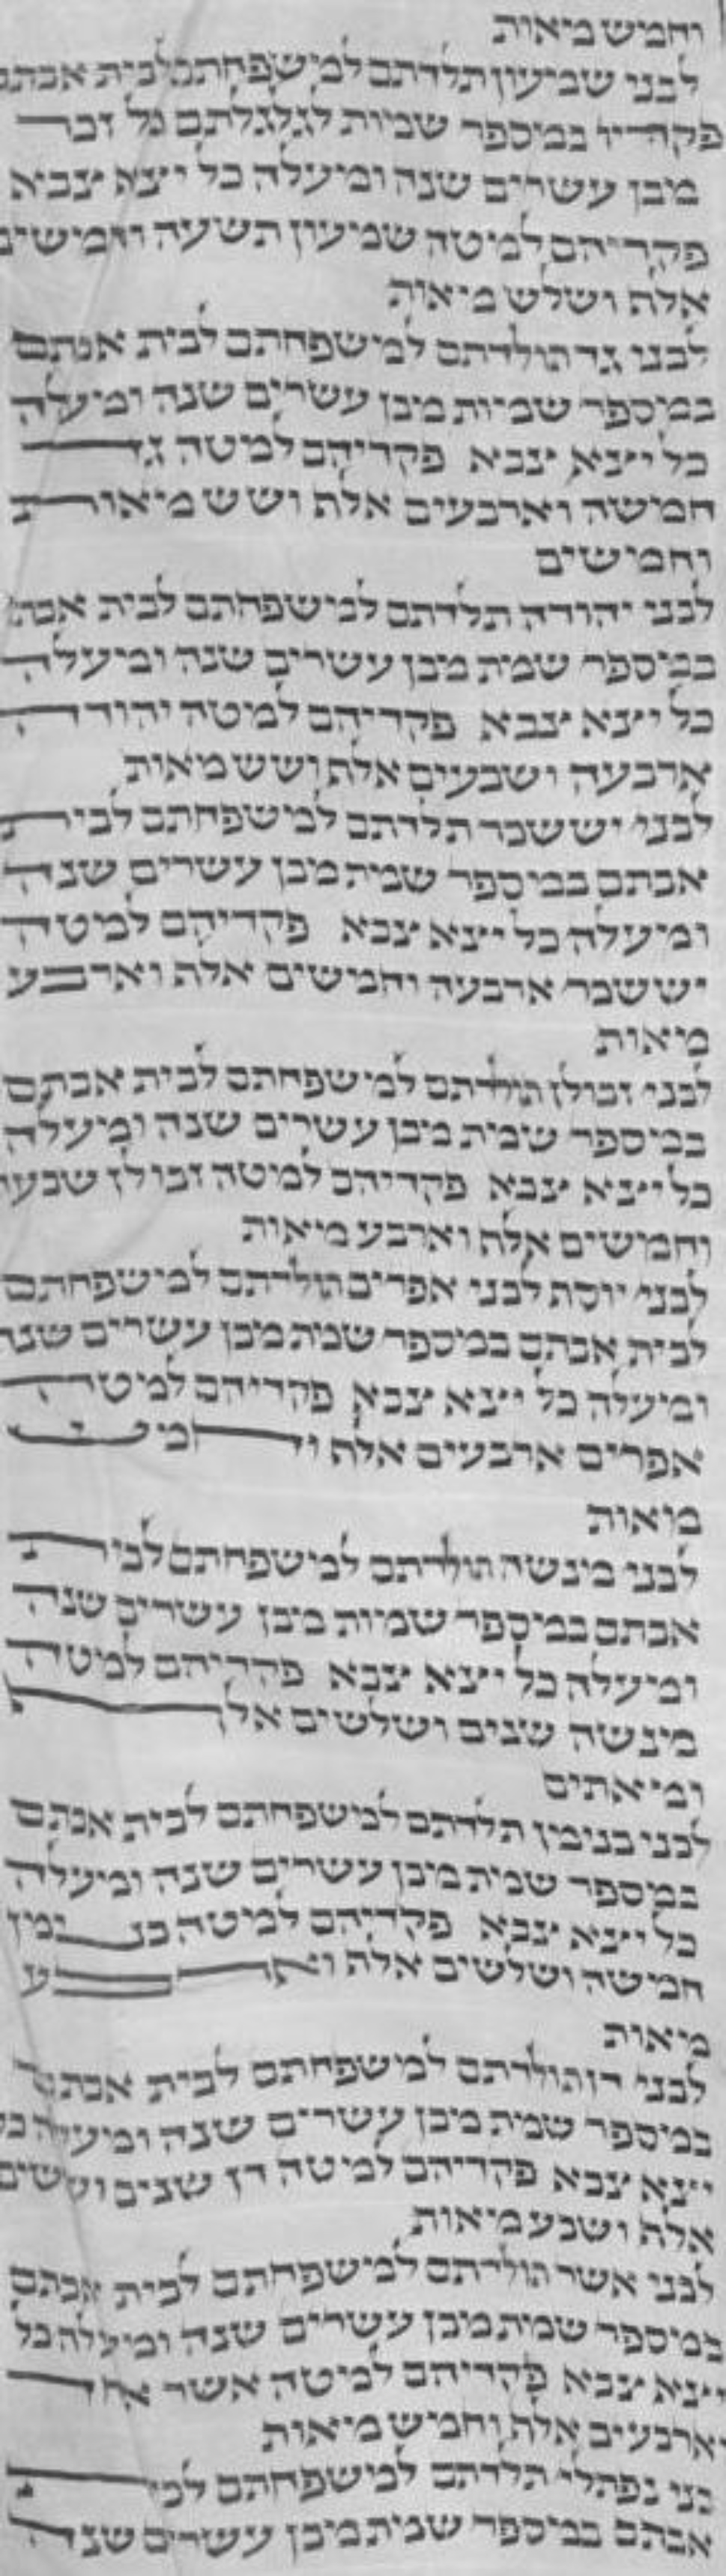 וחמש מאות
לבני שמעון תולדתם למשפחתם לבית אבתם
פקדיו במספר שמות לגלגלתם כל זכר
מבן עשרים שנה ומעלה כל יצא צבא
פקדיהם למטה שמעון תשעה וחמשים
אלף ושלש מאות
לבני גד תולדתם למשפחתם לבית אבתם
במספר שמות מבן עשרים שנה ומעלה
כל יצא צבא פקדיהם למטה גד
חמשה וארבעים אלף ושש מאות
וחמשים
לבני יהודה תולדתם למשפחתם לבית אבתם
במספר שמת מבן עשרים שנה ומעלה
כל יצא צבא פקדיהם למטה יהודה
ארבעה ושבעים אלף ושש מאות
לבני יששכר תולדתם למשפחתם לבית
אבתם במספר שמת מבן עשרים שנה
ומעלה כל יצא צבא פקדיהם למטה
יששכר ארבעה וחמשים אלף וארבע
מאות
לבני זבולן תולדתם למשפחתם לבית אבתם
במספר שמת מבן עשרים שנה ומעלה
כל יצא צבא פקדיהם למטה זבולן שבעה
וחמשים אלף וארבע מאות
לבני יוסף לבני אפרים תולדתם למשפחתם
לבית אבתם במספר שמת מבן עשרים שנה
ומעלה כל יצא צבא פקדיהם למטה
אפרים ארבעים אלף וחמש
מאות
לבני מנשה תולדתם למשפחתם לבית
אבתם במספר שמות מבן עשרים שנה
ומעלה כל יצא צבא פקדיהם למטה
מנשה שנים ושלשים אלף
ומאתים
לבני בנימן תולדתם למשפחתם לבית אבתם
במספר שמת מבן עשרים שנה ומעלה
כל יצא צבא פקדיהם למטה בנימן
חמשה ושלשים אלף וארבע
מאות
לבני דן תולדתם למשפחתם לבית אבתם
במספר שמת מבן עשרים שנה ומעלה כל
יצא צבא פקדיהם למטה דן שנים וששים
אלף ושבע מאות
לבני אשר תולדתם למשפחתם לבית אבתם
במספר שמת מבן עשרים שנה ומעלה כל
יצא צבא פקדיהם למטה אשר אחד
וארבעים אלף וחמש מאות
בני נפתלי תולדתם למשפחתם לבית
אבתם במספר שמת מבן עשרים שנה